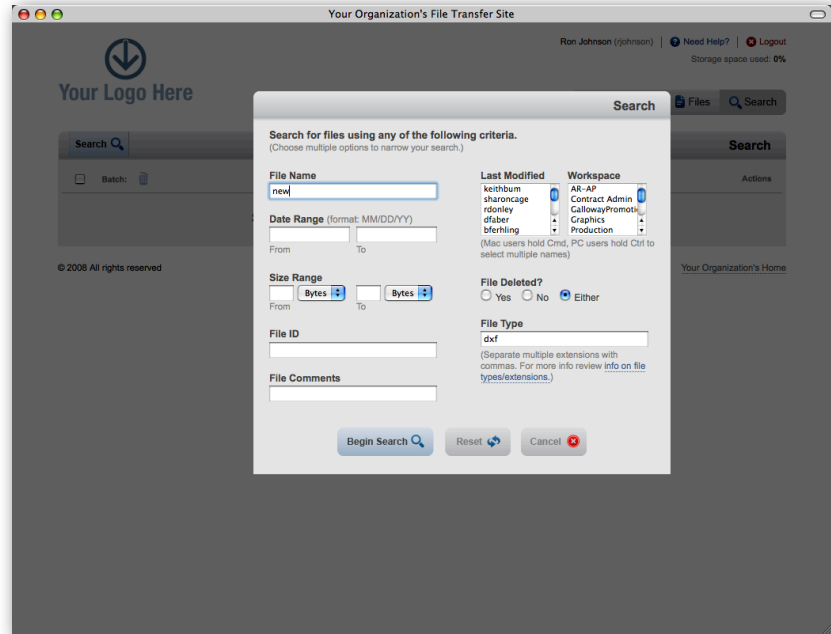 Your Organization's File Transfer Site
Ron Johnson (rjohnson) Need Help? Logout
Storage space used: 0%
Your Logo Here
Files Search
Search
Search for files using any of the following criteria.
(Choose multiple options to narrow your search.)
Search
Search
Batch:
Actions
File Name
new
Date Range (format: MM/DD/YY)
From To
Size Range
Bytes Bytes
From To
File ID
File Comments
Last Modified
keithbum
sharoncage
rdonley
dfaber
bferhling
Workspace
AR-AP
Contract Admin
GallowayPromoti
Graphics
Production
(Mac users hold Cmd, PC users hold Ctrl to
select multiple names)
File Deleted?
Yes No Either
File Type
dxf
(Separate multiple extensions with
commas. For more info review info on file
types/extensions.)
Begin Search Reset Cancel
© 2008 All rights reserved
Your Organization's Home